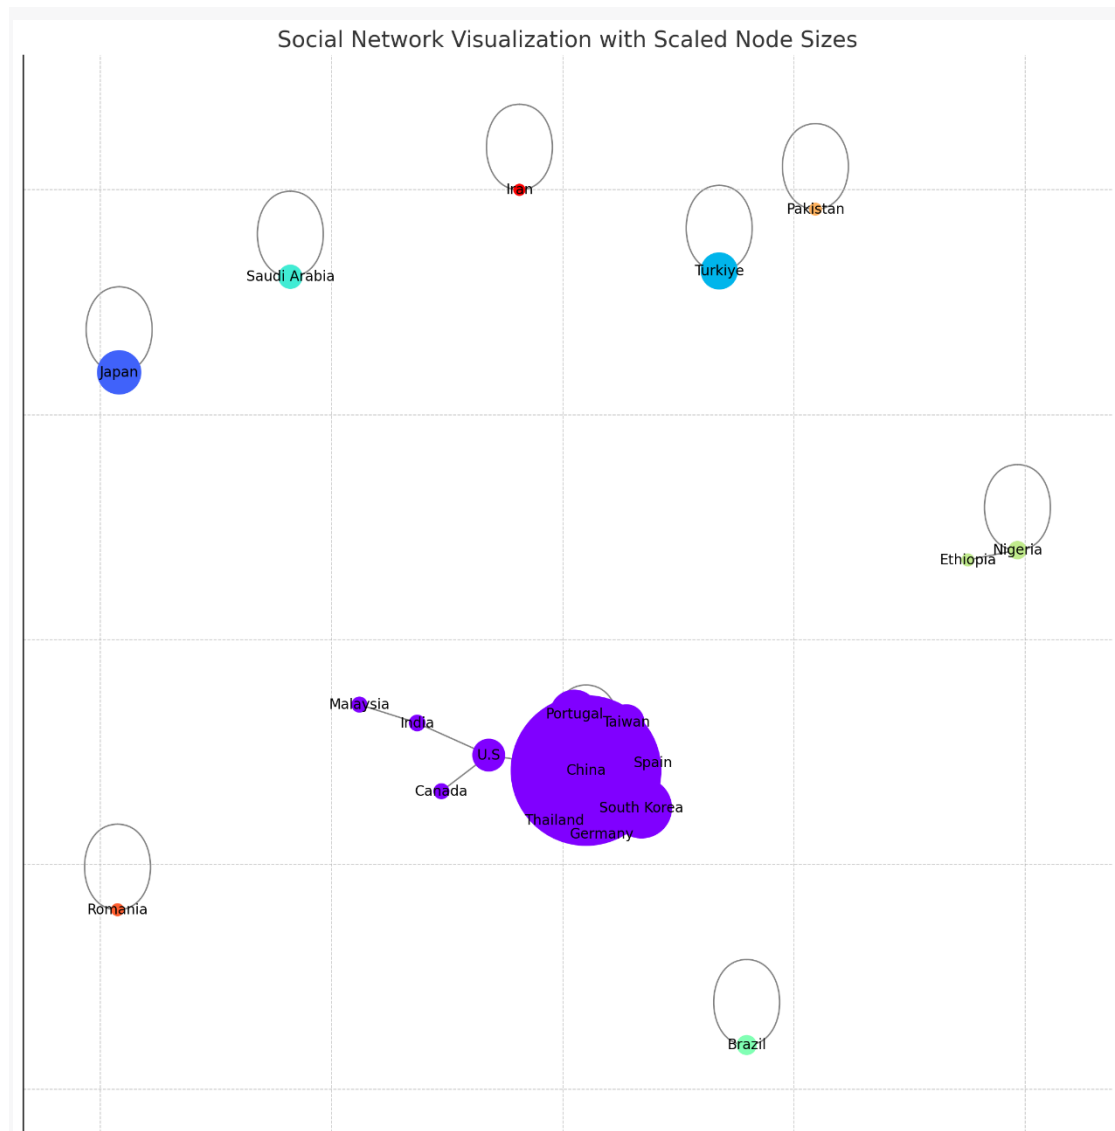 Social Network Visualization with Scaled Node Sizes
Iran
Pakistan
Turkiye
Saudi Arabia
Japan
Nigeria
Ethiopia
Malaysia
Portugal
Taiwan
India
U.S
Spain
China
Canada
South Korea
Thailand
Germany
Romania
Brazil